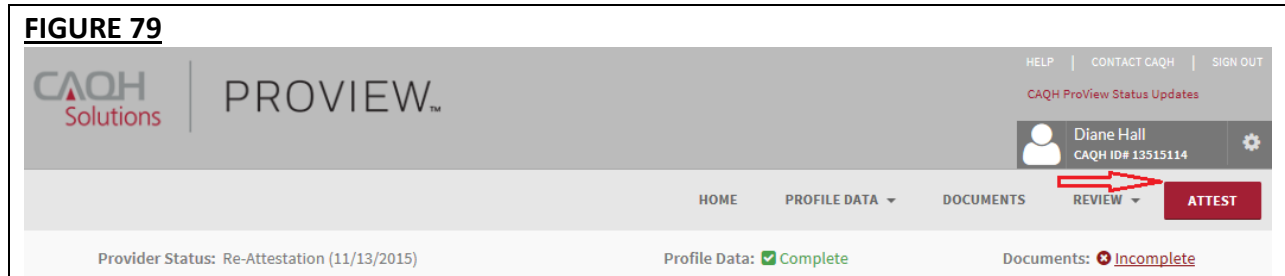 FIGURE 79
HELP | CONTACT CAQH | SIGN OUT
CAQH Solutions
PROVIEW™
CAQH ProView Status Updates
Diane Hall
CAQH ID# 13515114
HOME PROFILE DATA DOCUMENTS REVIEW ATTEST
Provider Status: Re-Attestation (11/13/2015) Profile Data: Complete Documents: Incomplete